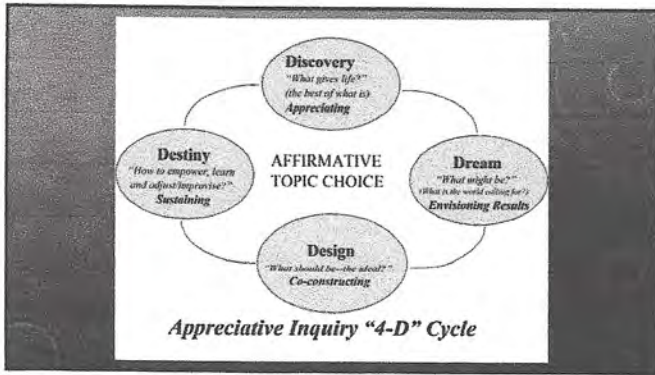 Discovery
"What gives life?"
(the best of what is)
Appreciating
Destiny
"How to empower, learn
and adjust/improvise?"
Sustaining
AFFIRMATIVE
TOPIC CHOICE
Dream
"What might be?"
(What is the world calling for?)
Envisioning Results
Design
"What should be--the ideal?"
Co-constructing
Appreciative Inquiry "4-D" Cycle